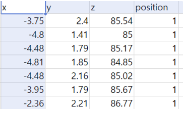 x y z position
-3.75 2.4 85.54 1
-4.8 1.41 85 1
-4.48 1.79 85.17 1
-4.81 1.85 84.85 1
-4.48 2.16 85.02 1
-3.95 1.79 85.67 1
-2.36 2.21 86.77 1